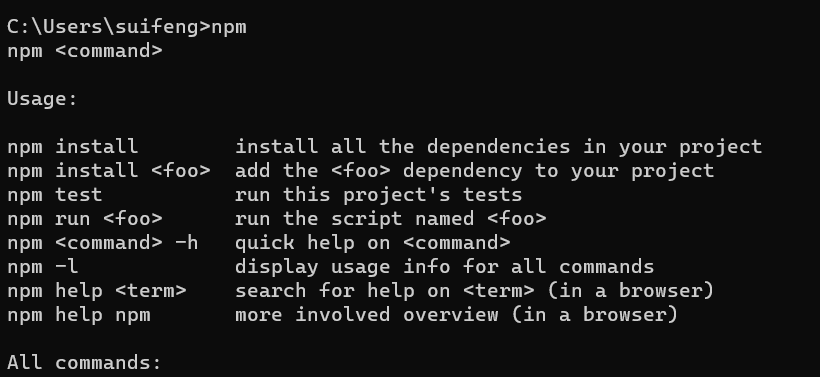 C:\Users\suifeng>npm
npm <command>
Usage:
npm install        install all the dependencies in your project
npm install <foo>  add the <foo> dependency to your project
npm test           run this project's tests
npm run <foo>      run the script named <foo>
npm <command> -h   quick help on <command>
npm -l             display usage info for all commands
npm help <term>    search for help on <term> (in a browser)
npm help npm       more involved overview (in a browser)
All commands: